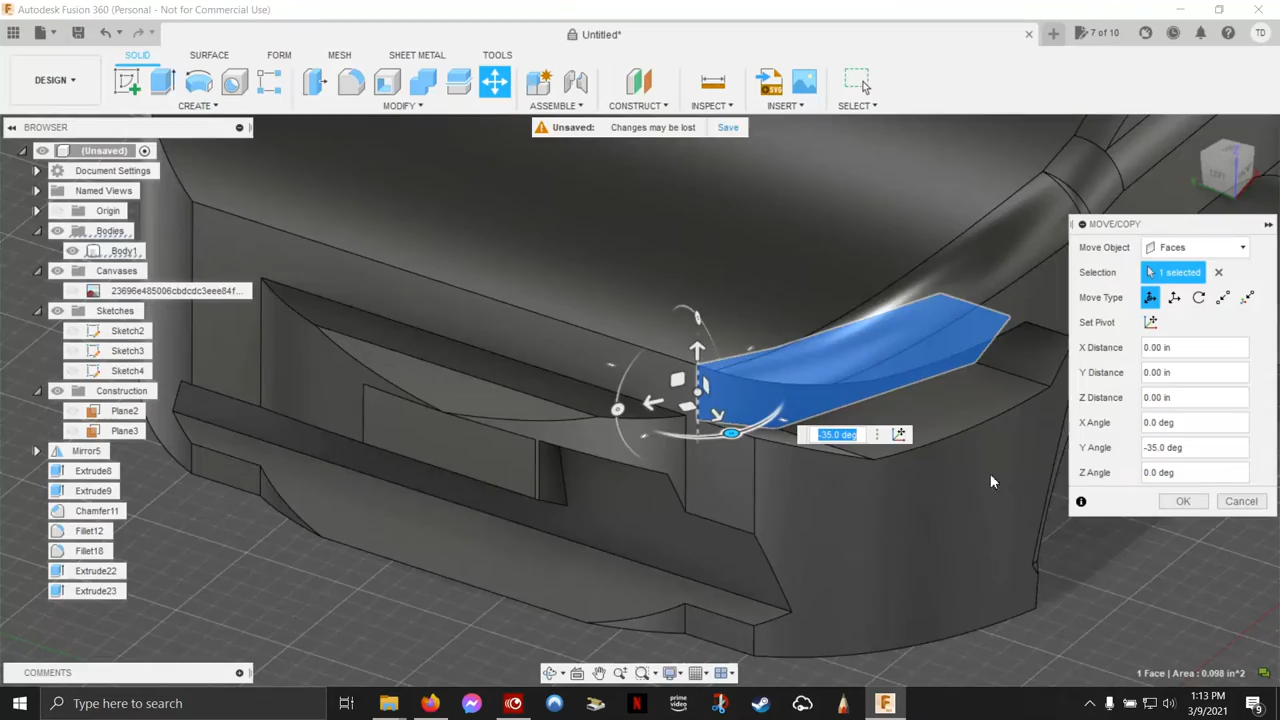 Autodesk Fusion 360 (Personal - Not for Commercial Use)
Untitled*
7 of 10
TD
DESIGN
SOLID SURFACE FORM MESH SHEET METAL TOOLS
CREATE MODIFY ASSEMBLE CONSTRUCT INSPECT INSERT SELECT
BROWSER
Unsaved: Changes may be lost Save
(Unsaved)
Document Settings
Named Views
Origin
Bodies
Body1
Canvases
23696e485006cbdcdc3eee84f...
Sketches
Sketch2
Sketch3
Sketch4
Construction
Plane2
Plane3
Mirror5
Extrude8
Extrude9
Chamfer11
Fillet12
Fillet18
Extrude22
Extrude23
-35.0 deg
MOVE/COPY
Move Object Faces
Selection 1 selected
Move Type
Set Pivot
X Distance 0.00 in
Y Distance 0.00 in
Z Distance 0.00 in
X Angle 0.0 deg
Y Angle -35.0 deg
Z Angle 0.0 deg
OK Cancel
COMMENTS
1 Face | Area : 0.098 in^2
Type here to search
prime video
1:13 PM
3/9/2021